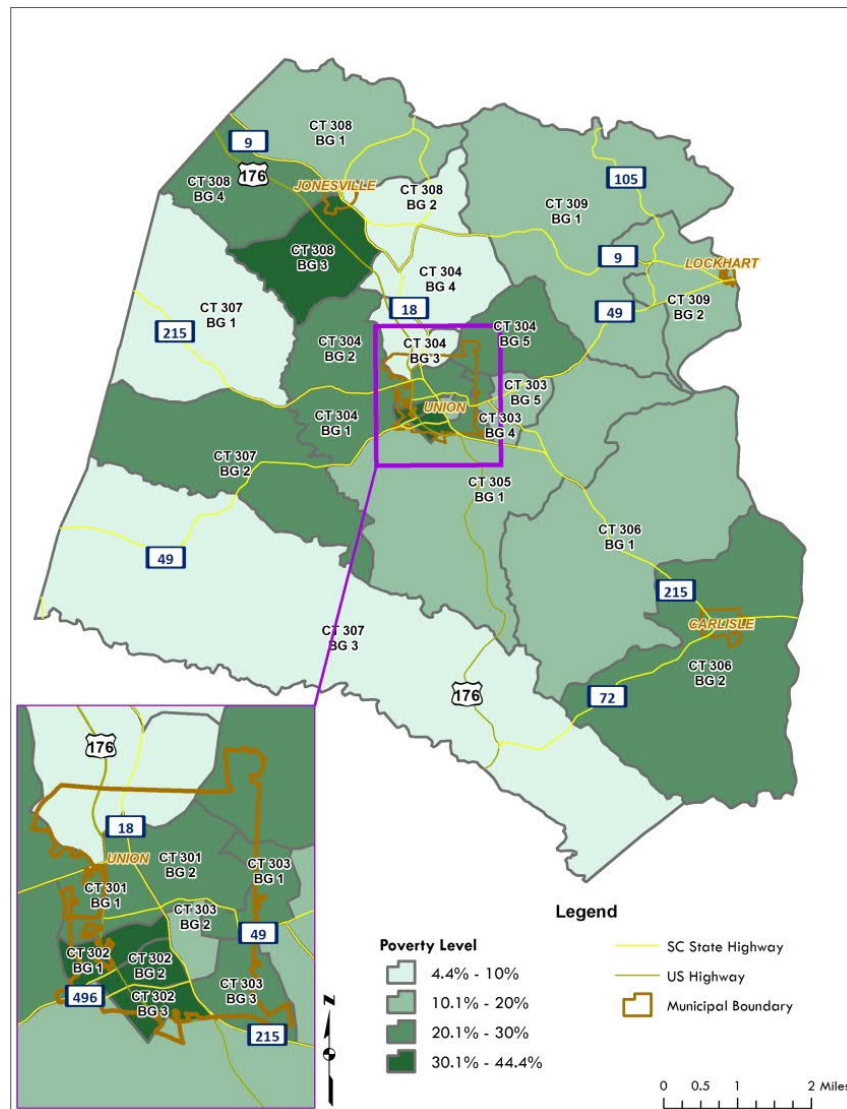 CT 308
BG 1
9
CT 308
BG 4
176
JONESVILLE
CT 308
BG 2
105
CT 309
BG 1
CT 308
BG 3
CT 304
BG 4
9
LOCKHART
CT 307
BG 1
18
49
CT 309
BG 2
215
CT 304
BG 2
CT 304
BG 3
CT 304
BG 5
CT 303
BG 5
UNION
CT 304
BG 1
CT 303
BG 4
CT 307
BG 2
CT 305
BG 1
CT 306
BG 1
49
215
CARLISLE
CT 307
BG 3
CT 306
BG 2
176
72
176
18
UNION
CT 301
BG 2
CT 303
BG 1
CT 301
BG 1
CT 303
BG 2
49
CT 302
BG 1
CT 302
BG 2
CT 303
BG 3
496
CT 302
BG 3
215
N
Legend
Poverty Level
4.4% - 10%
10.1% - 20%
20.1% - 30%
30.1% - 44.4%
SC State Highway
US Highway
Municipal Boundary
0 0.5 1 2 Miles